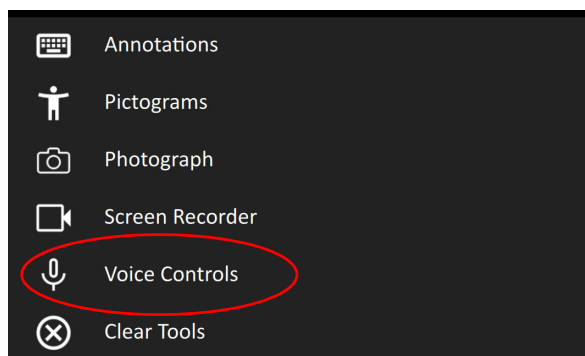 Annotations
Pictograms
Photograph
Screen Recorder
Voice Controls
Clear Tools